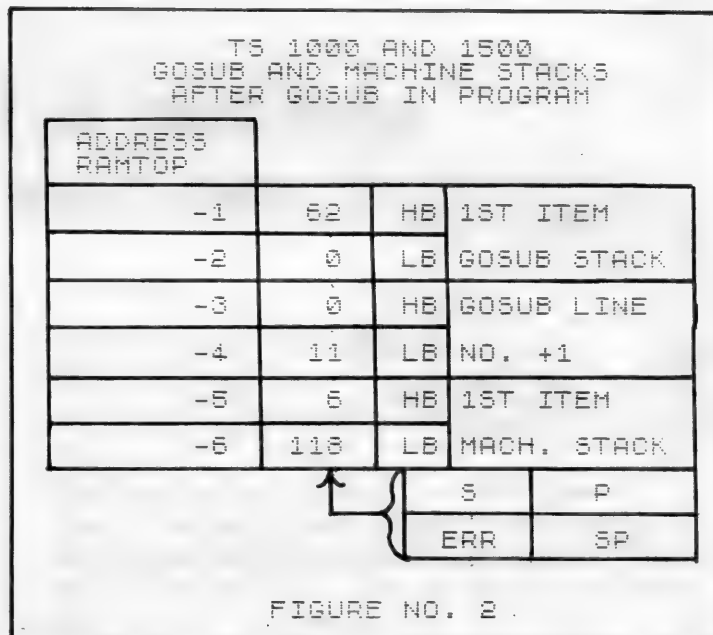 TS 1000 AND 1500
GOSUB AND MACHINE STACKS
AFTER GOSUB IN PROGRAM
ADDRESS
RAMTOP
-1 62 HB 1ST ITEM
-2 0 LB GOSUB STACK
-3 0 HB GOSUB LINE
-4 11 LB NO. +1
-5 6 HB 1ST ITEM
-6 118 LB MACH. STACK
S P
ERR SP
FIGURE NO. 2